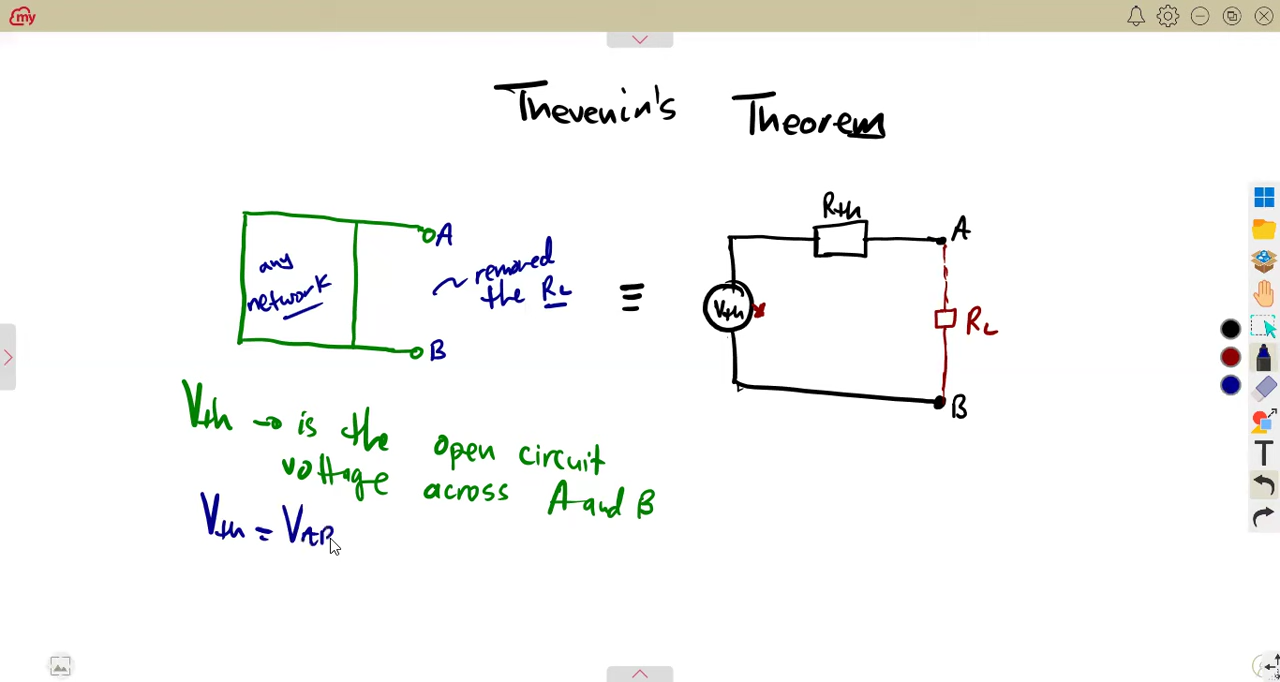 my
Thevenin's Theorem
any
network
A
B
removed
the RL
≡
Rth
Vth
A
RL
B
Vth → is the open circuit
voltage across A and B
Vth = VAB
T